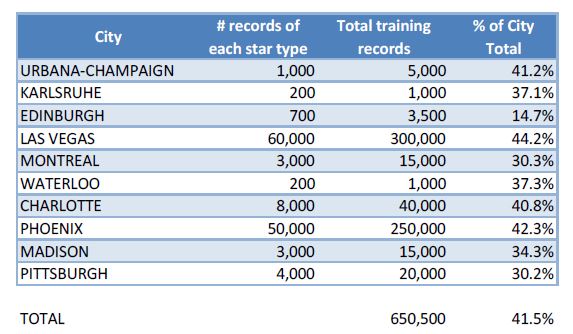 City # records of each star type Total training records % of City Total
URBANA-CHAMPAIGN 1,000 5,000 41.2%
KARLSRUHE 200 1,000 37.1%
EDINBURGH 700 3,500 14.7%
LAS VEGAS 60,000 300,000 44.2%
MONTREAL 3,000 15,000 30.3%
WATERLOO 200 1,000 37.3%
CHARLOTTE 8,000 40,000 40.8%
PHOENIX 50,000 250,000 42.3%
MADISON 3,000 15,000 34.3%
PITTSBURGH 4,000 20,000 30.2%
TOTAL 650,500 41.5%